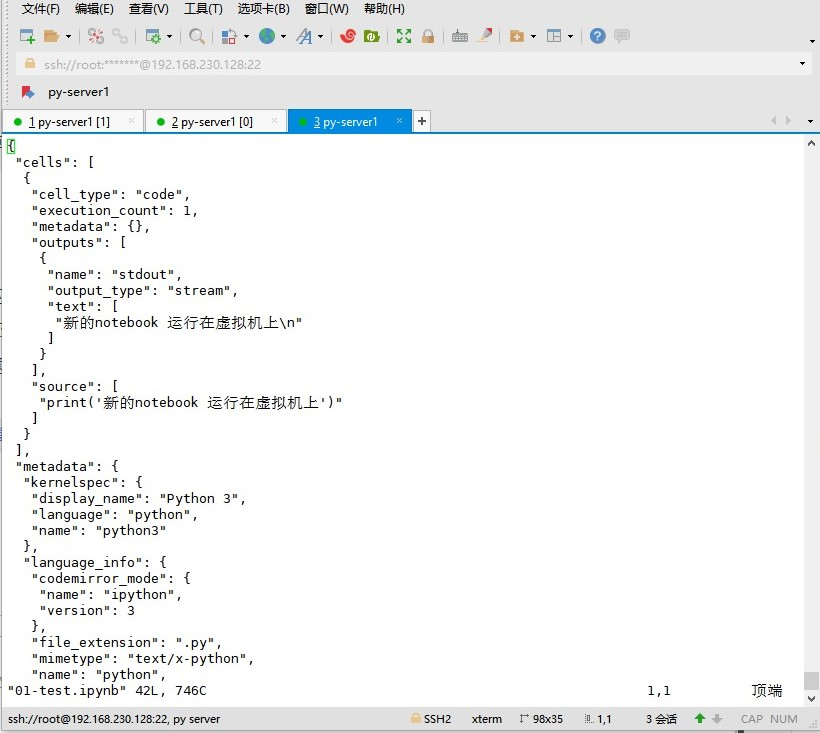 文件(F) 编辑(E) 查看(V) 工具(T) 选项卡(B) 窗口(W) 帮助(H)
ssh://root:*******@192.168.230.128:22
py-server1
1 py-server1 [1] × 2 py-server1 [0] × 3 py-server1 × +
{
"cells": [
{
"cell_type": "code",
"execution_count": 1,
"metadata": {},
"outputs": [
{
"name": "stdout",
"output_type": "stream",
"text": [
"新的notebook 运行在虚拟机上\n"
]
}
],
"source": [
"print('新的notebook 运行在虚拟机上')"
]
}
],
"metadata": {
"kernelspec": {
"display_name": "Python 3",
"language": "python",
"name": "python3"
},
"language_info": {
"codemirror_mode": {
"name": "ipython",
"version": 3
},
"file_extension": ".py",
"mimetype": "text/x-python",
"name": "python",
"01-test.ipynb" 42L, 746C 1,1 顶端
ssh://root@192.168.230.128:22, py server SSH2 xterm 98x35 1,1 3 会话 CAP NUM